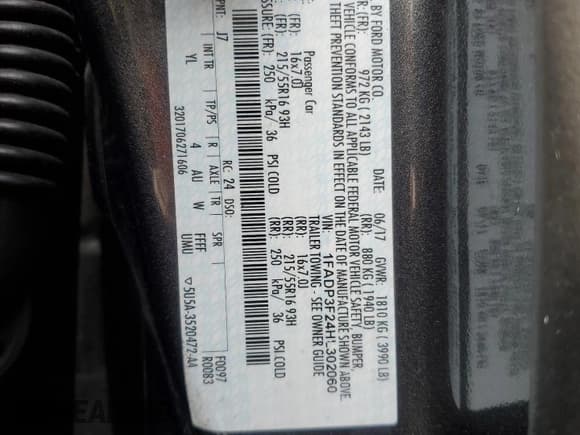 BY FORD MOTOR CO.
DATE: 06/17 GVWR: 1810 KG ( 3990 LB)
(FR): 972 KG ( 2143 LB) (RR): 880 KG ( 1940 LB)
VEHICLE CONFORMS TO ALL APPLICABLE FEDERAL MOTOR VEHICLE SAFETY, BUMPER,
THEFT PREVENTION STANDARDS IN EFFECT ON THE DATE OF MANUFACTURE SHOWN ABOVE.
VIN: 1FADP3F24HL302060
Passenger Car TRAILER TOWING - SEE OWNER GUIDE
(FR): 16x7.0J (RR): 16x7.0J
(FR): 215/55R16 93H (RR): 215/55R16 93H
(FR): 250 kPa/ 36 PSI COLD (RR): 250 kPa/ 36 PSI COLD
RC: 24 DSO: F0097
J7 R0083
INT TR TP/PS R AXLE TR SPR
YL 4 AU W FFFF UMU
3201706271606 5U5A-3520472-AA